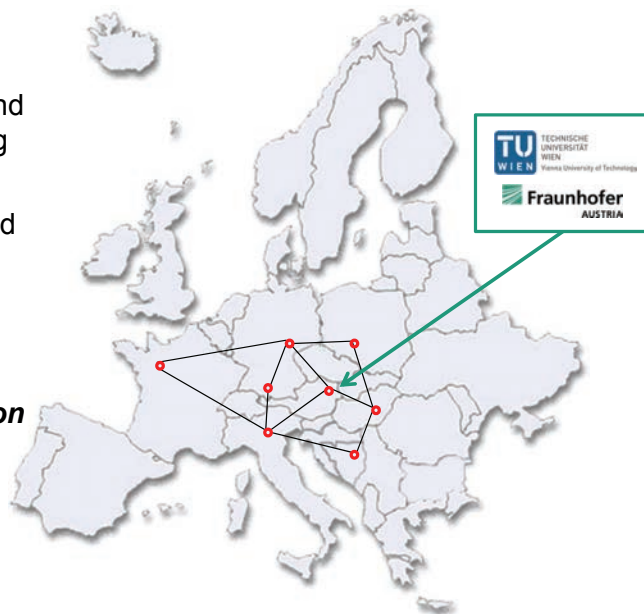 nd
g
d
on
TU
WIEN
TECHNISCHE
UNIVERSITÄT
WIEN
Vienna University of Technology
Fraunhofer
AUSTRIA